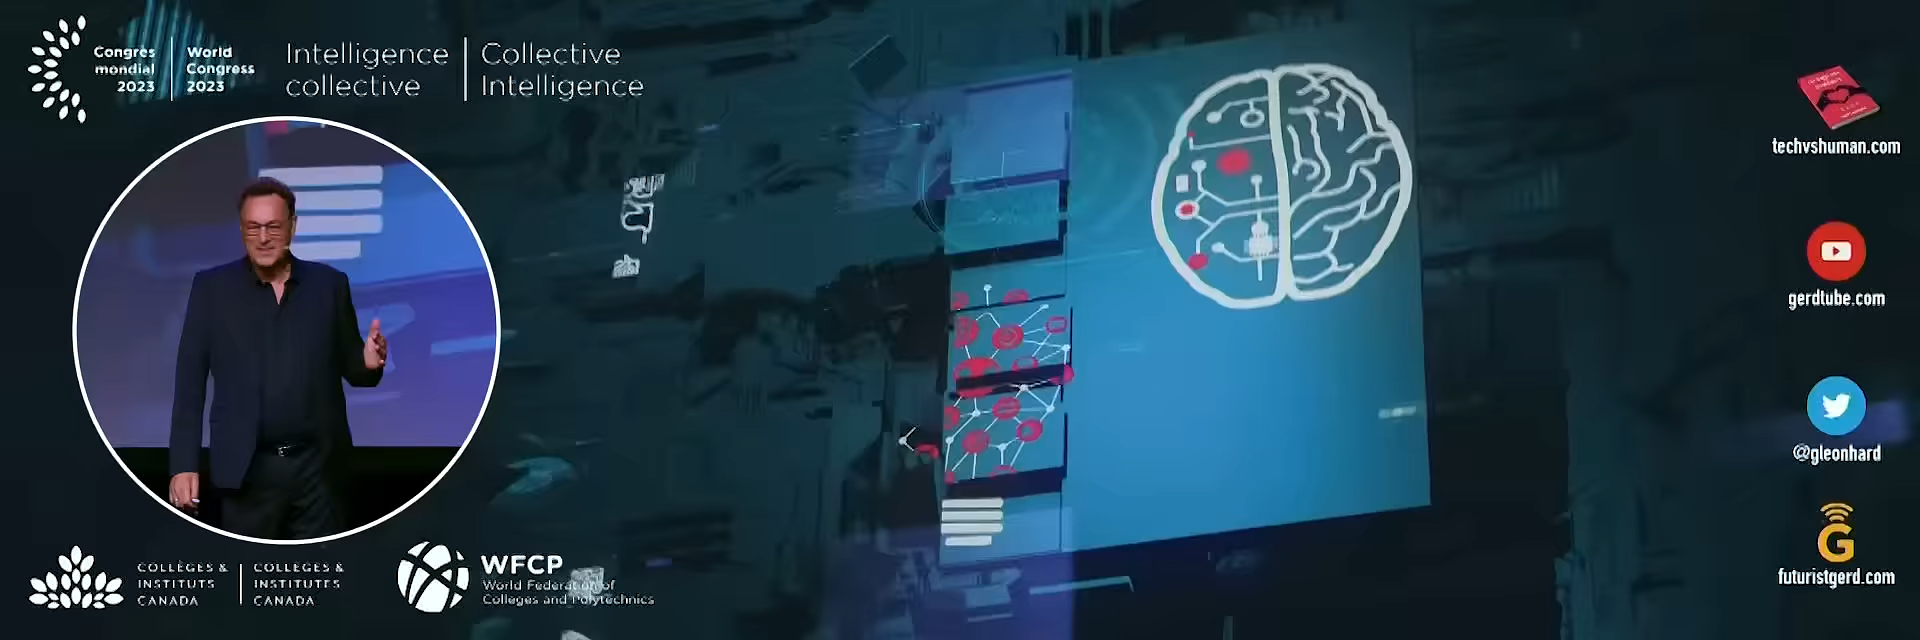 Congrès
mondial
2023
World
Congress
2023
Intelligence
collective
Collective
Intelligence
techvshuman.com
gerdtube.com
@gleonhard
G
futuristgerd.com
COLLÈGES &
INSTITUTS
CANADA
COLLEGES &
INSTITUTES
CANADA
WFCP
World Federation of
Colleges and Polytechnics